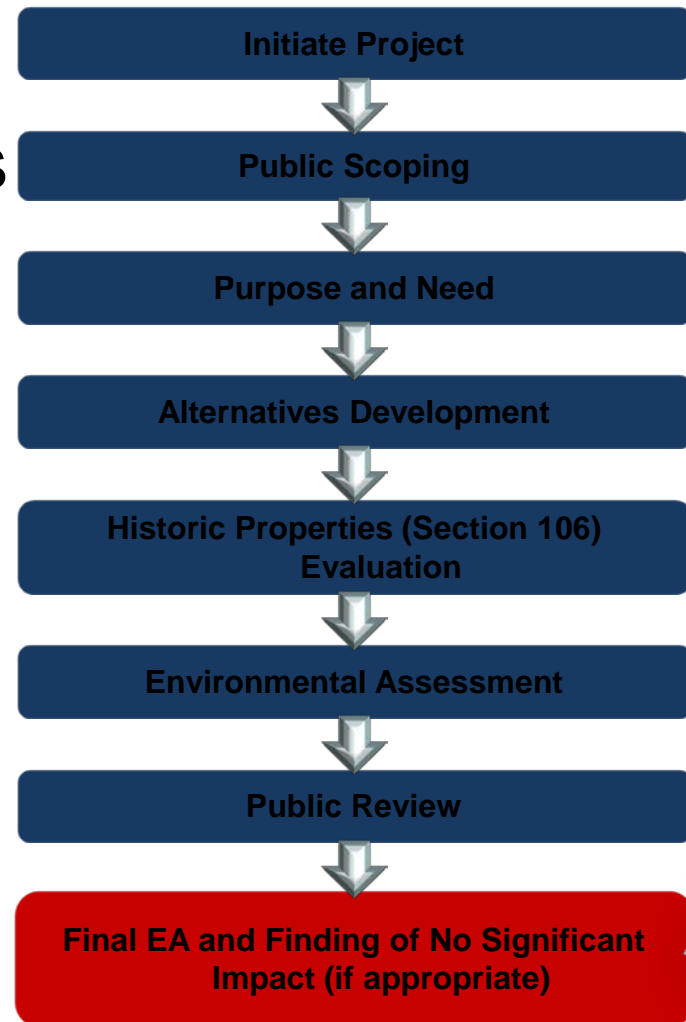 Initiate Project
s
Public Scoping
Purpose and Need
Alternatives Development
Historic Properties (Section 106)
Evaluation
Environmental Assessment
Public Review
Final EA and Finding of No Significant
Impact (if appropriate)